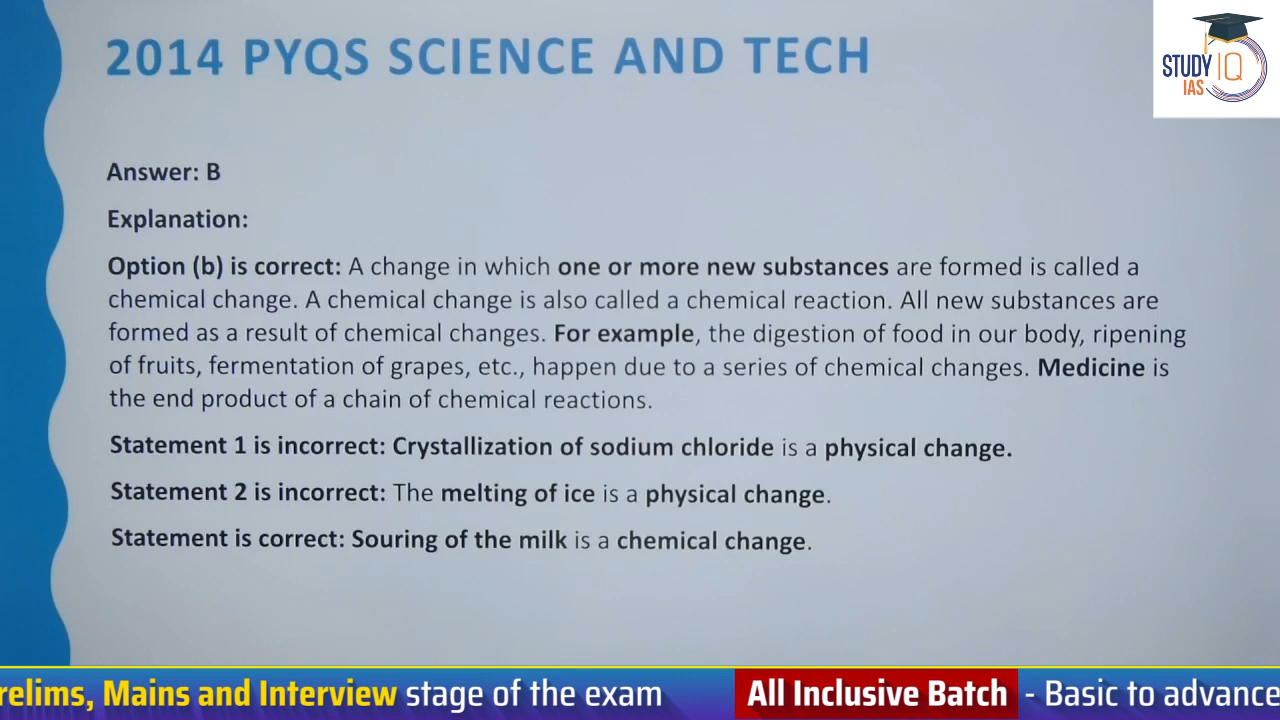 2014 PYQS SCIENCE AND TECH
STUDY IQ
IAS
Answer: B
Explanation:
Option (b) is correct: A change in which one or more new substances are formed is called a
chemical change. A chemical change is also called a chemical reaction. All new substances are
formed as a result of chemical changes. For example, the digestion of food in our body, ripening
of fruits, fermentation of grapes, etc., happen due to a series of chemical changes. Medicine is
the end product of a chain of chemical reactions.
Statement 1 is incorrect: Crystallization of sodium chloride is a physical change.
Statement 2 is incorrect: The melting of ice is a physical change.
Statement is correct: Souring of the milk is a chemical change.
relims, Mains and Interview stage of the exam All Inclusive Batch - Basic to advance